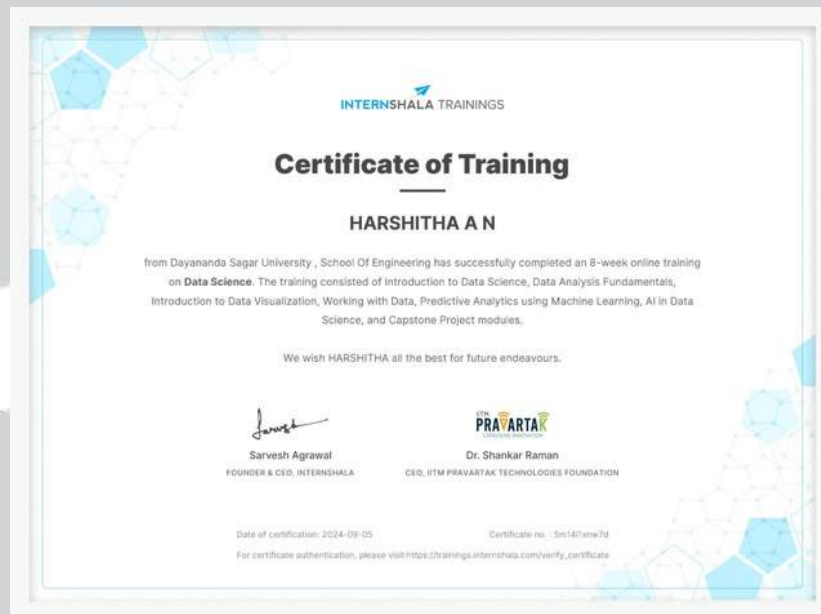 INTERNSHALA TRAININGS
Certificate of Training
HARSHITHA A N
from Dayananda Sagar University , School Of Engineering has successfully completed an 8-week online training
on Data Science. The training consisted of Introduction to Data Science, Data Analysis Fundamentals,
Introduction to Data Visualization, Working with Data, Predictive Analytics using Machine Learning, AI in Data
Science, and Capstone Project modules.
We wish HARSHITHA all the best for future endeavours.
IITM
PRAVARTAK
Sarvesh Agrawal
Dr. Shankar Raman
FOUNDER & CEO, INTERNSHALA
CEO, IITM PRAVARTAK TECHNOLOGIES FOUNDATION
Date of certification: 2024-09-05
Certificate no. :
For certificate authentication, please visit https://trainings.internshala.com/verify_certificate